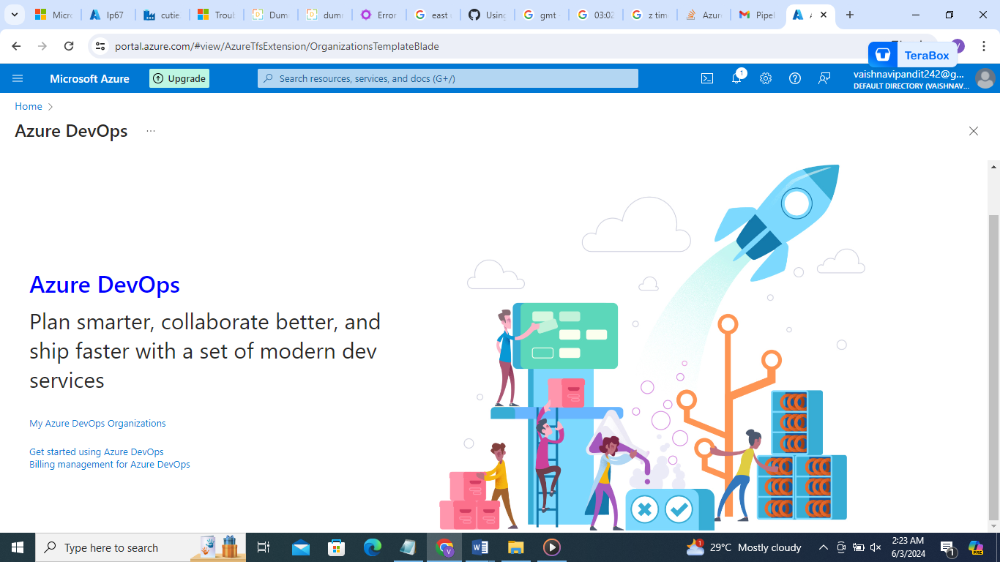 Micro
Ip67
cutie
Troub
Dum
dum
Error
east u
Using
gmt
03:02
z tim
Azur
Pipel
portal.azure.com/#view/AzureTfsExtension/OrganizationsTemplateBlade
TeraBox
Microsoft Azure
Upgrade
Search resources, services, and docs (G+/)
1
vaishnavipandit242@g...
DEFAULT DIRECTORY (VAISHNAV...
Home
Azure DevOps
...
Azure DevOps
Plan smarter, collaborate better, and
ship faster with a set of modern dev
services
My Azure DevOps Organizations
Get started using Azure DevOps
Billing management for Azure DevOps
Type here to search
V
W
1
29°C Mostly cloudy
2:23 AM
6/3/2024
1
PRE